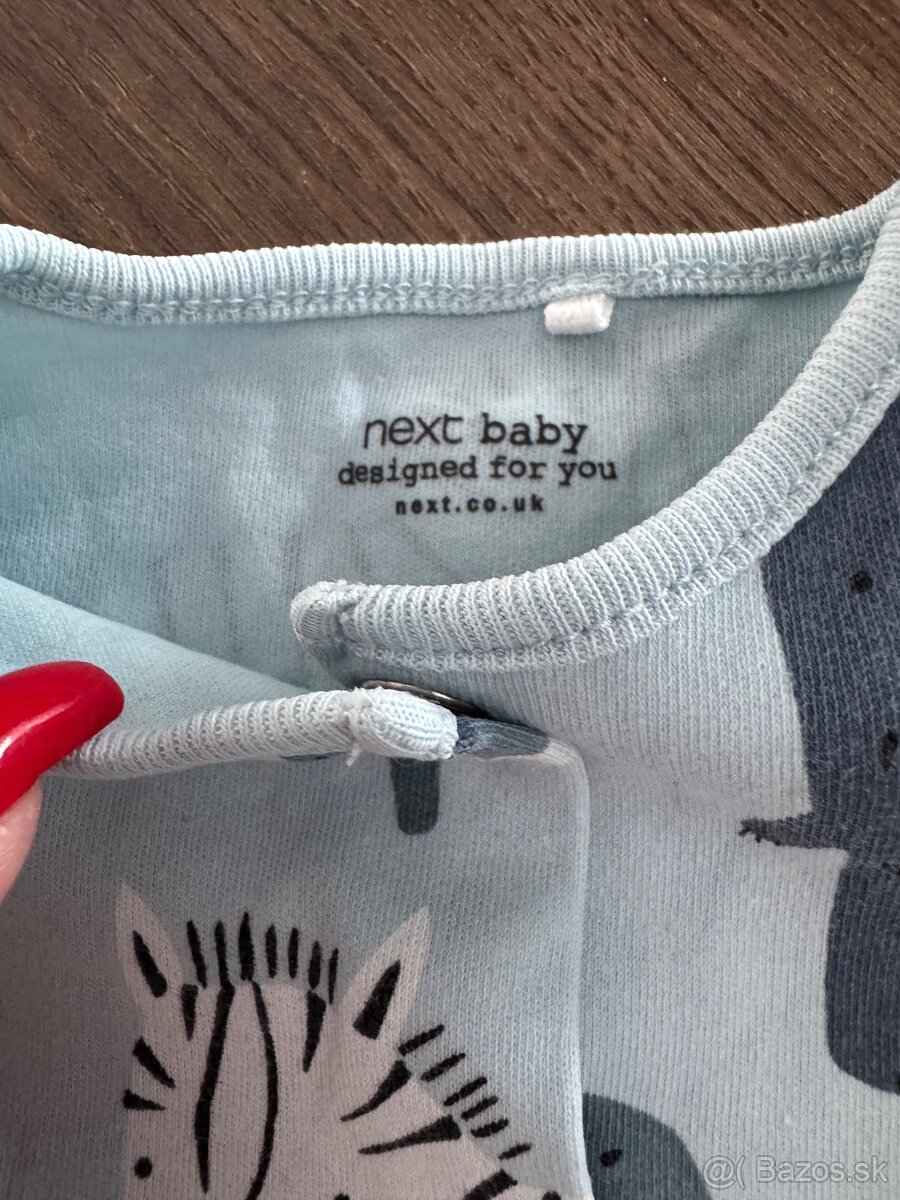 next baby
designed for you
next.co.uk
@( Bazos.sk